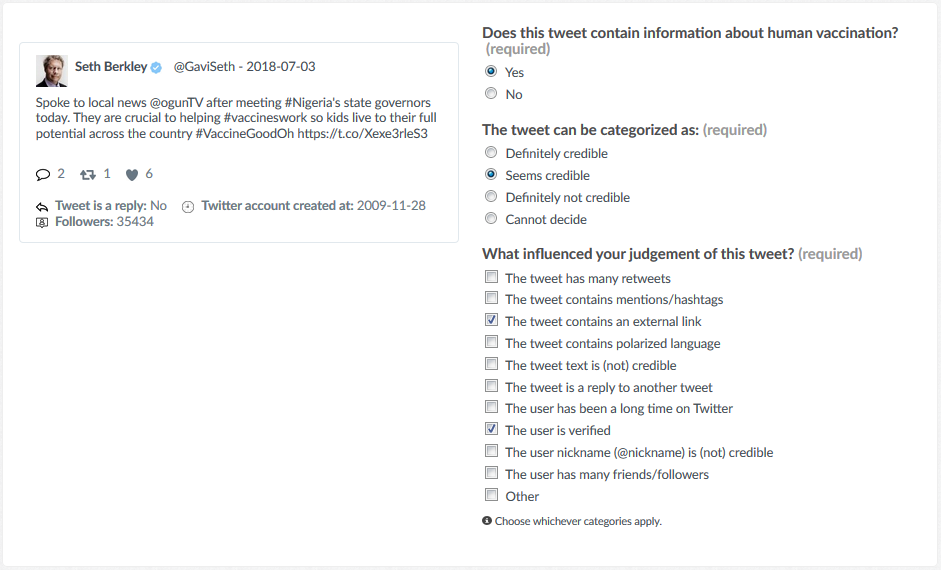 Seth Berkley @GaviSeth - 2018-07-03
Spoke to local news @ogunTV after meeting #Nigeria's state governors
today. They are crucial to helping #vaccineswork so kids live to their full
potential across the country #VaccineGoodOh https://t.co/Xexe3rleS3
2 1 6
Tweet is a reply: No Twitter account created at: 2009-11-28
Followers: 35434
Does this tweet contain information about human vaccination?
(required)
Yes
No
The tweet can be categorized as: (required)
Definitely credible
Seems credible
Definitely not credible
Cannot decide
What influenced your judgement of this tweet? (required)
The tweet has many retweets
The tweet contains mentions/hashtags
The tweet contains an external link
The tweet contains polarized language
The tweet text is (not) credible
The tweet is a reply to another tweet
The user has been a long time on Twitter
The user is verified
The user nickname (@nickname) is (not) credible
The user has many friends/followers
Other
Choose whichever categories apply.